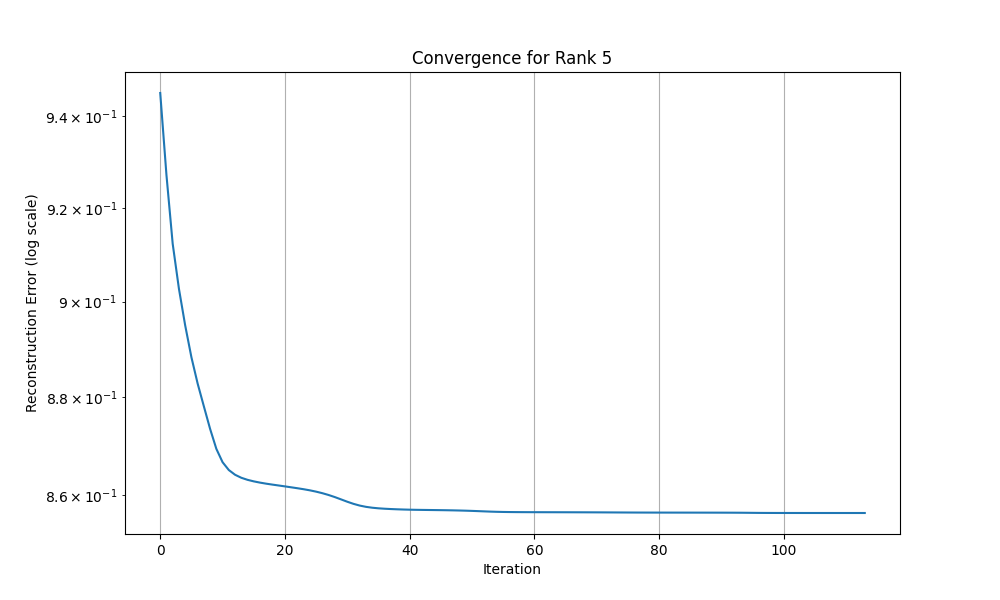 Convergence for Rank 5
Reconstruction Error (log scale)
9.4 × 10⁻¹
9.2 × 10⁻¹
9 × 10⁻¹
8.8 × 10⁻¹
8.6 × 10⁻¹
0 20 40 60 80 100
Iteration